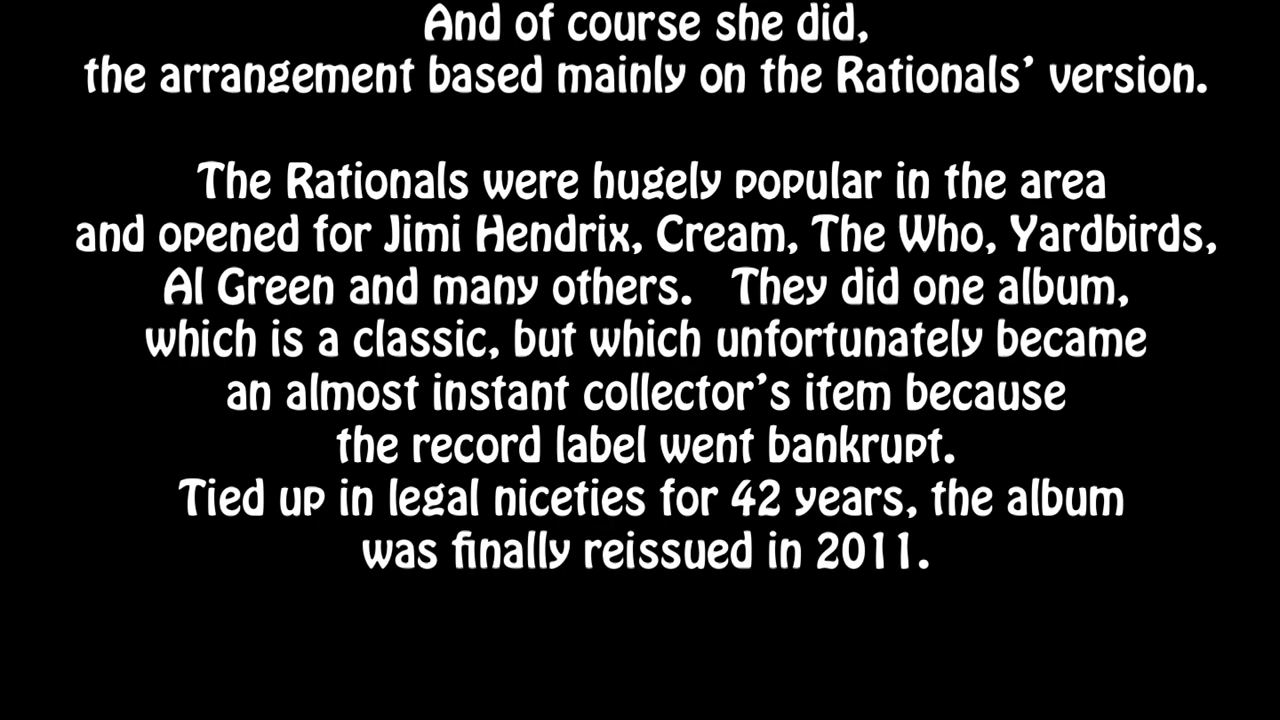 And of course she did,
the arrangement based mainly on the Rationals’ version.
The Rationals were hugely popular in the area
and opened for Jimi Hendrix, Cream, The Who, Yardbirds,
Al Green and many others. They did one album,
which is a classic, but which unfortunately became
an almost instant collector’s item because
the record label went bankrupt.
Tied up in legal niceties for 42 years, the album
was finally reissued in 2011.